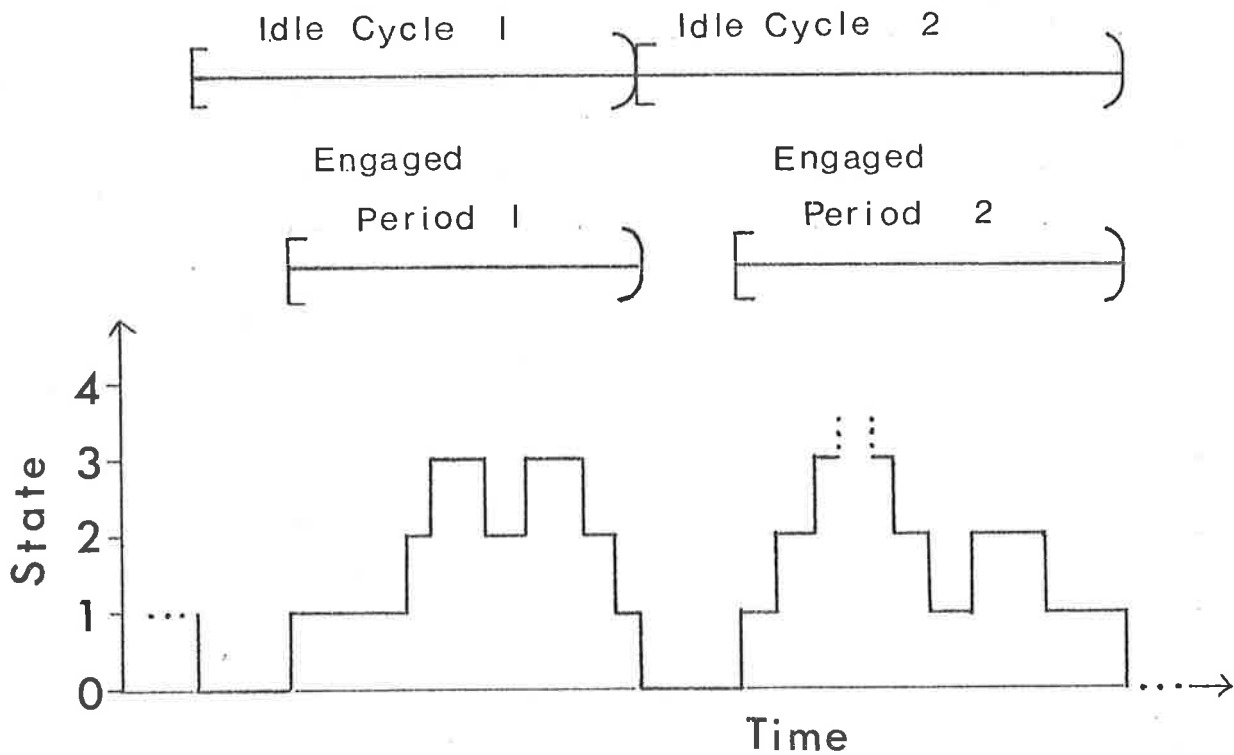 Idle Cycle 1
Idle Cycle 2
Engaged
Period 1
Engaged
Period 2
4
3
2
1
0
State
Time